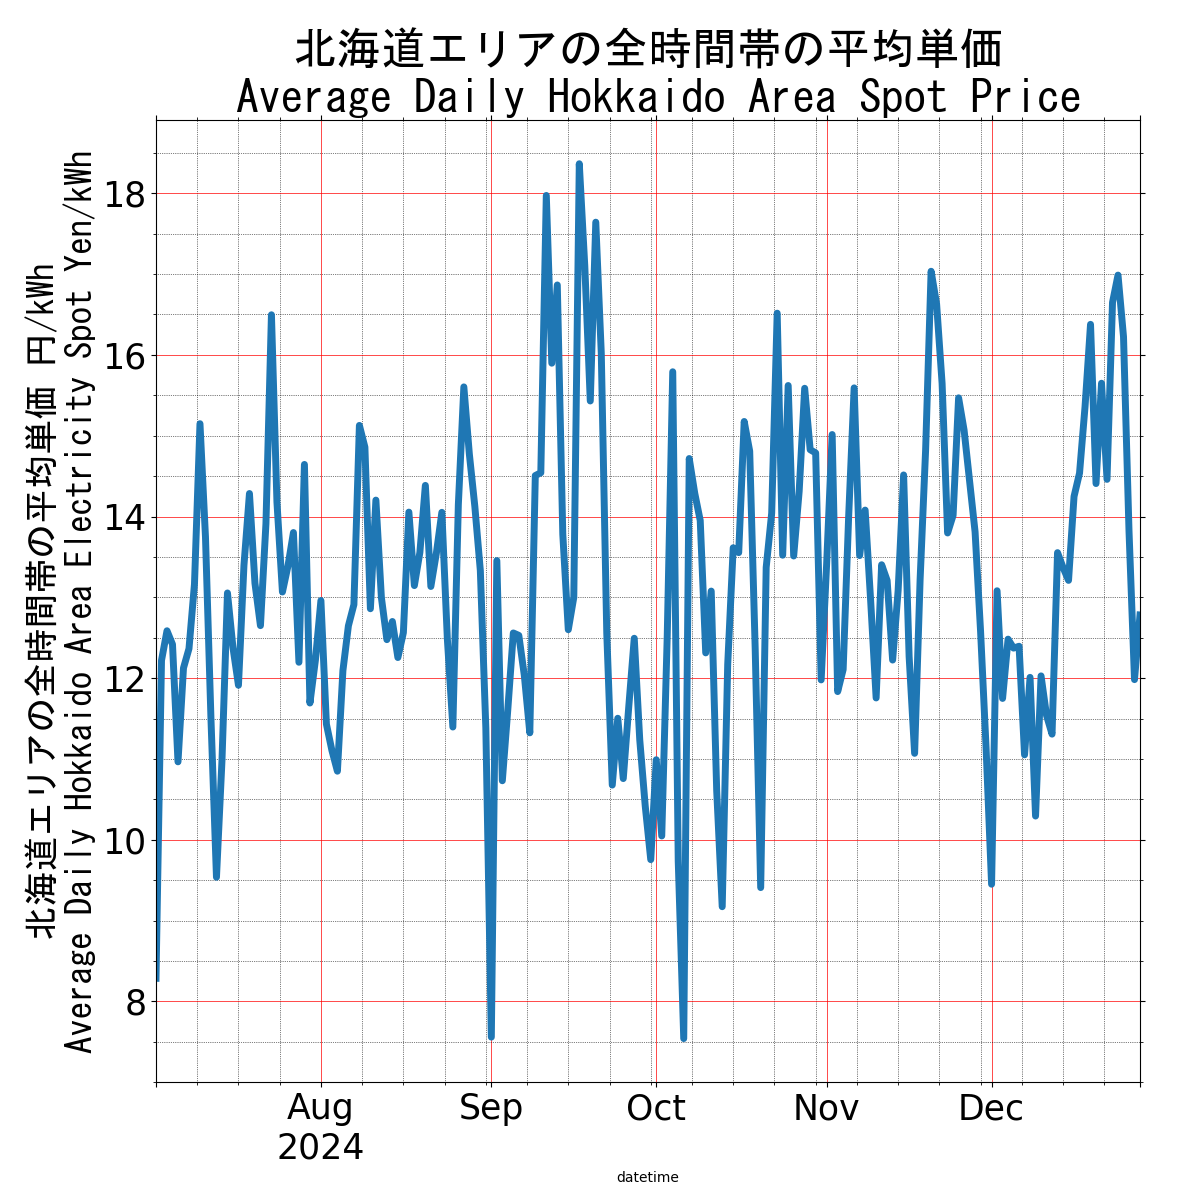 北海道エリアの全時間帯の平均単価
Average Daily Hokkaido Area Spot Price
北海道エリアの全時間帯の平均単価 円/kWh
Average Daily Hokkaido Area Electricity Spot Yen/kWh
18
16
14
12
10
8
Aug Sep Oct Nov Dec
2024
datetime